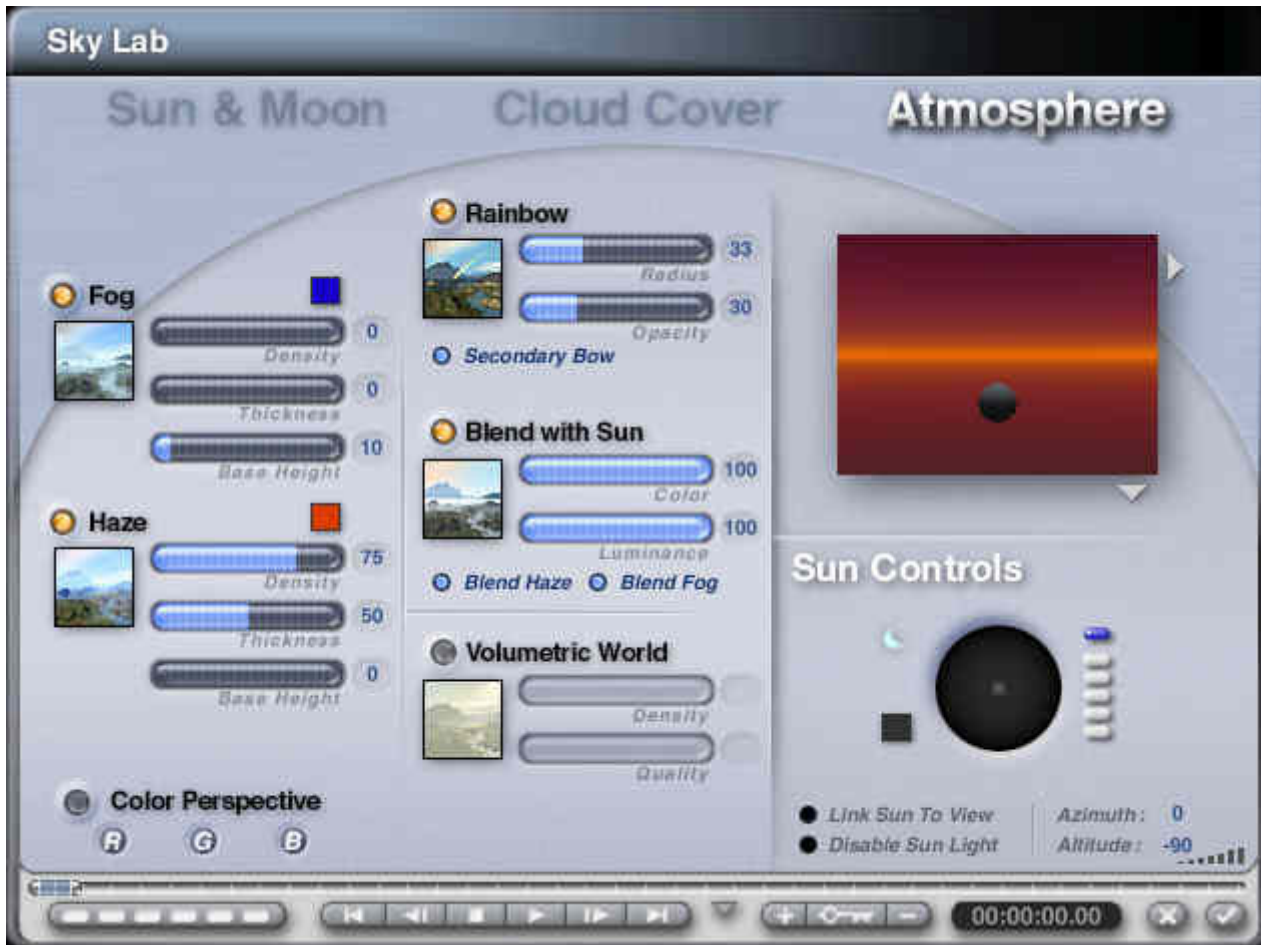 Sky Lab
Sun & Moon
Cloud Cover
Atmosphere
Fog
0
Density
0
Thickness
10
Base Height
Haze
75
Density
50
Thickness
0
Base Height
Color Perspective
R G B
Rainbow
33
Radius
30
Opacity
Secondary Bow
Blend with Sun
100
Color
100
Luminance
Blend Haze Blend Fog
Volumetric World
Density
Quality
Sun Controls
Link Sun To View
Disable Sun Light
Azimuth: 0
Altitude: -90
00:00:00.00